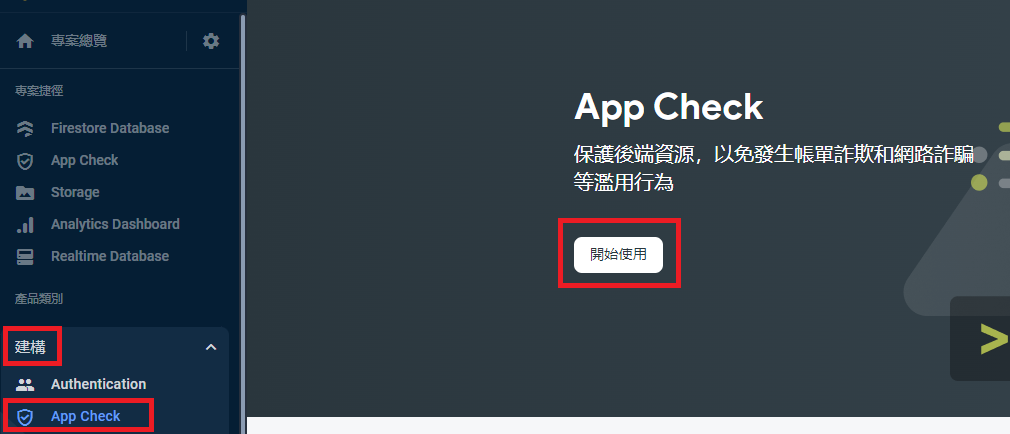 專案總覽
專案捷徑
Firestore Database
App Check
Storage
Analytics Dashboard
Realtime Database
產品類別
建構
Authentication
App Check
App Check
保護後端資源，以免發生帳單詐欺和網路詐騙
等濫用行為
開始使用
>